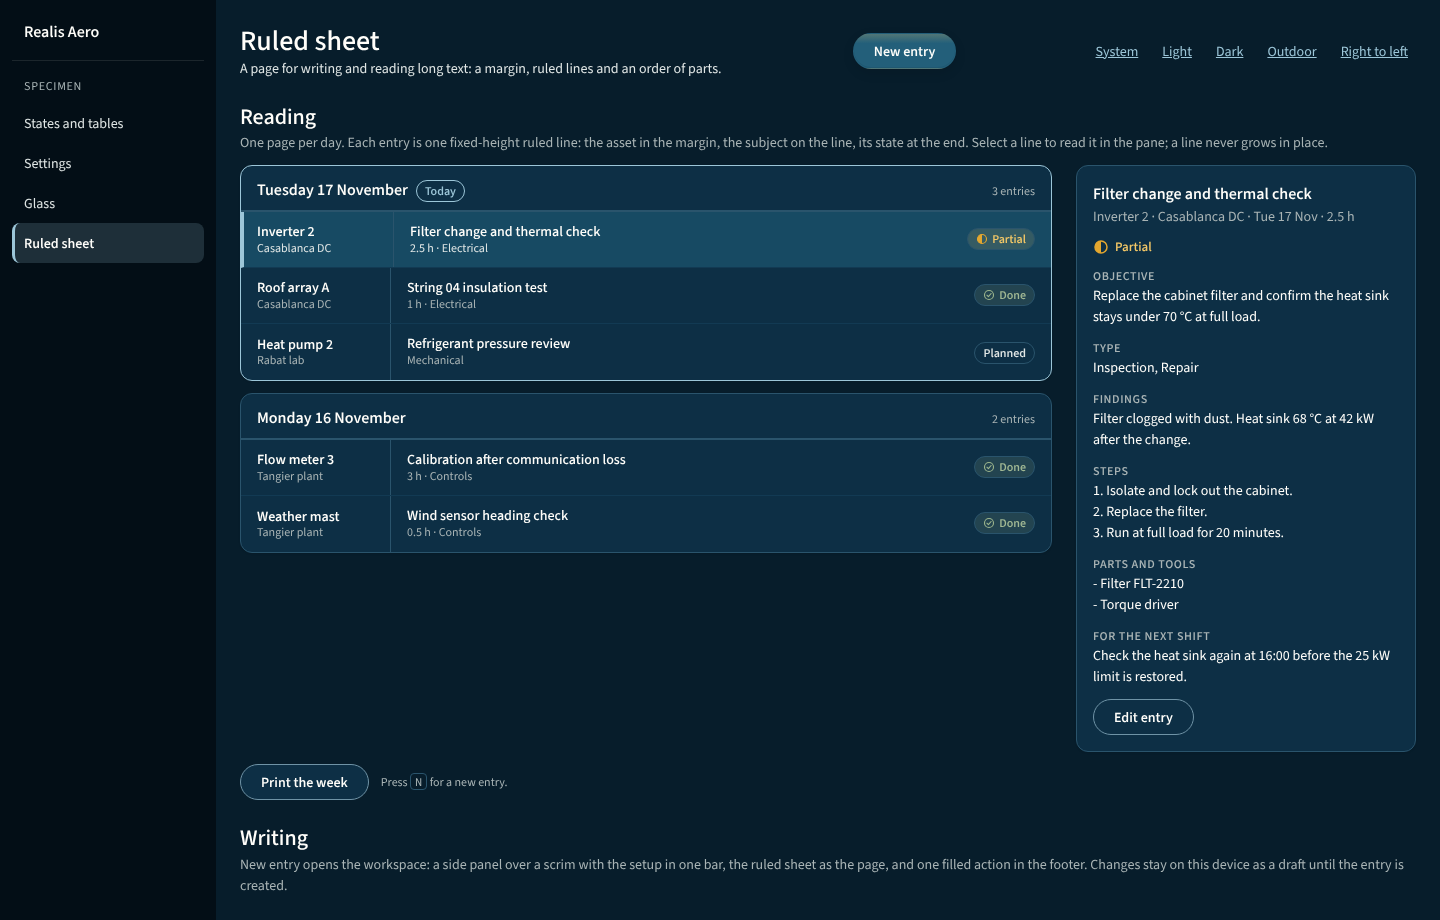 Realis Aero
SPECIMEN
States and tables
Settings
Glass
Ruled sheet
Ruled sheet
A page for writing and reading long text: a margin, ruled lines and an order of parts.
New entry
System
Light
Dark
Outdoor
Right to left
Reading
One page per day. Each entry is one fixed-height ruled line: the asset in the margin, the subject on the line, its state at the end. Select a line to read it in the pane; a line never grows in place.
Tuesday 17 November
Today
3 entries
Inverter 2
Casablanca DC
Filter change and thermal check
2.5 h · Electrical
Partial
Roof array A
Casablanca DC
String 04 insulation test
1 h · Electrical
Done
Heat pump 2
Rabat lab
Refrigerant pressure review
Mechanical
Planned
Monday 16 November
2 entries
Flow meter 3
Tangier plant
Calibration after communication loss
3 h · Controls
Done
Weather mast
Tangier plant
Wind sensor heading check
0.5 h · Controls
Done
Filter change and thermal check
Inverter 2 · Casablanca DC · Tue 17 Nov · 2.5 h
Partial
OBJECTIVE
Replace the cabinet filter and confirm the heat sink
stays under 70 °C at full load.
TYPE
Inspection, Repair
FINDINGS
Filter clogged with dust. Heat sink 68 °C at 42 kW
after the change.
STEPS
1. Isolate and lock out the cabinet.
2. Replace the filter.
3. Run at full load for 20 minutes.
PARTS AND TOOLS
- Filter FLT-2210
- Torque driver
FOR THE NEXT SHIFT
Check the heat sink again at 16:00 before the 25 kW
limit is restored.
Edit entry
Print the week
Press N for a new entry.
Writing
New entry opens the workspace: a side panel over a scrim with the setup in one bar, the ruled sheet as the page, and one filled action in the footer. Changes stay on this device as a draft until the entry is
created.